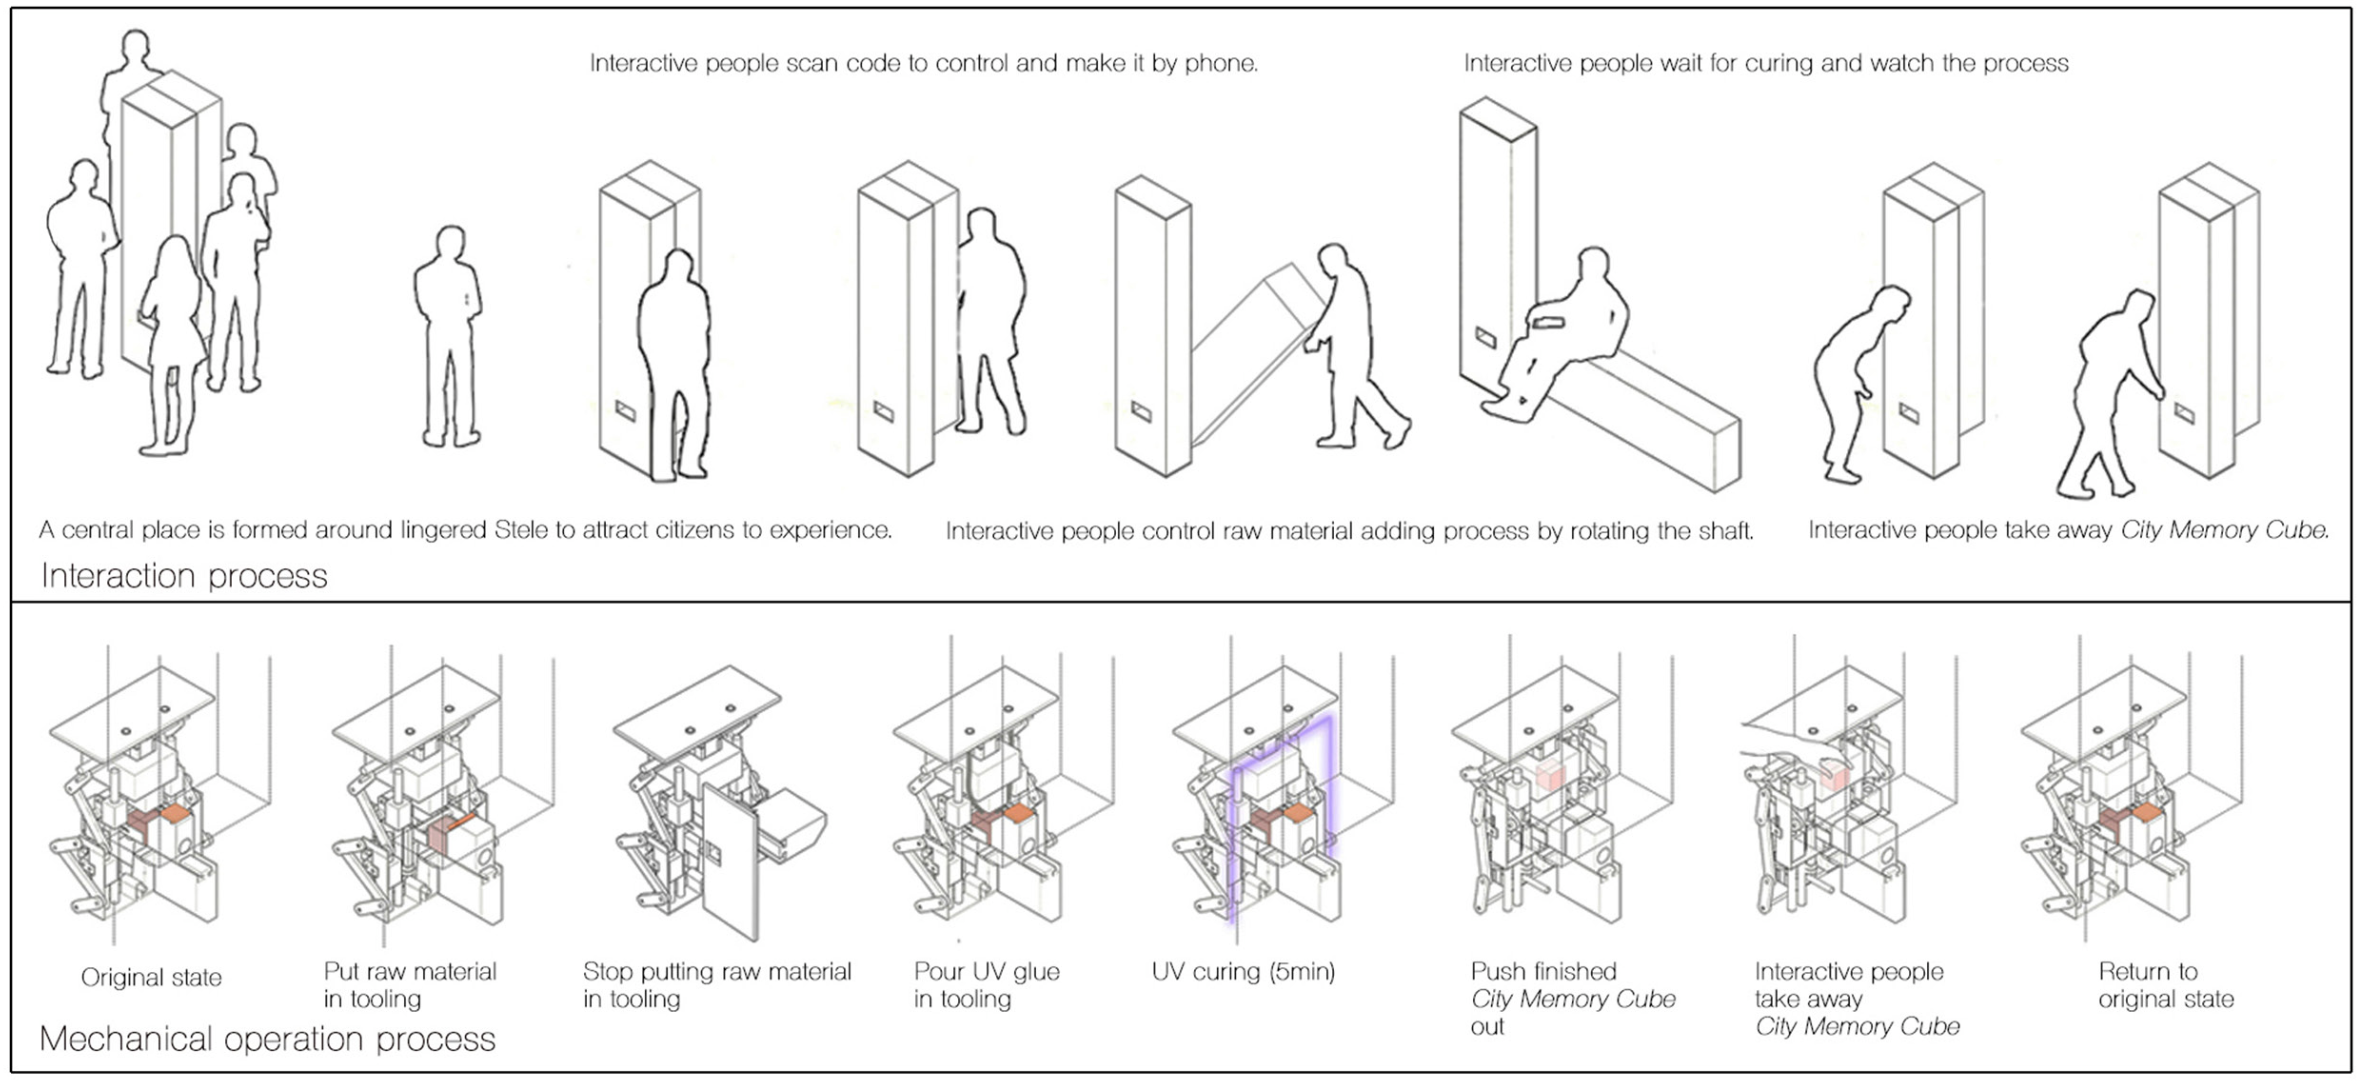 Interactive people scan code to control and make it by phone.
Interactive people wait for curing and watch the process
A central place is formed around lingered Stele to attract citizens to experience.
Interactive people control raw material adding process by rotating the shaft.
Interactive people take away City Memory Cube.
Interaction process
Original state
Put raw material
in tooling
Stop putting raw material
in tooling
Pour UV glue
in tooling
UV curing (5min)
Push finished
City Memory Cube
out
Interactive people
take away
City Memory Cube
Return to
original state
Mechanical operation process